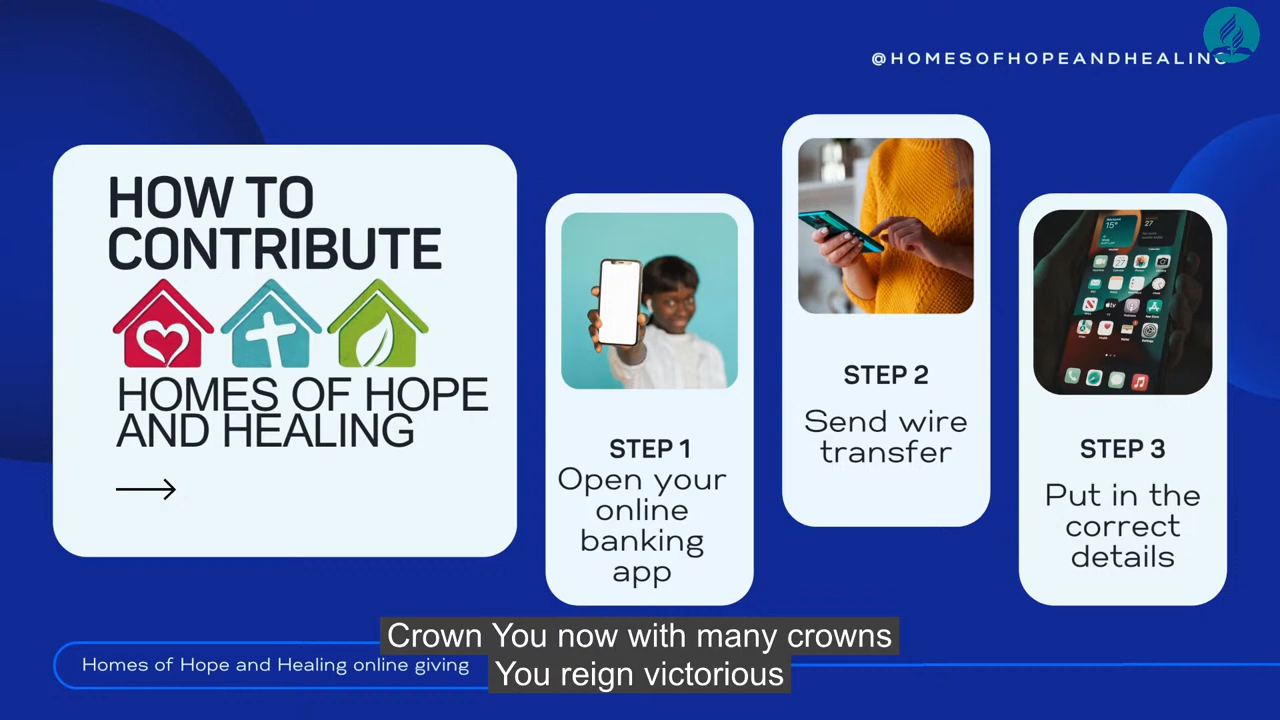 @HOMESOFHOPEANDHEALING
HOW TO
CONTRIBUTE
HOMES OF HOPE
AND HEALING
STEP 1
Open your
online
banking
app
STEP 2
Send wire
transfer
STEP 3
Put in the
correct
details
Crown You now with many crowns
You reign victorious
Homes of Hope and Healing online giving